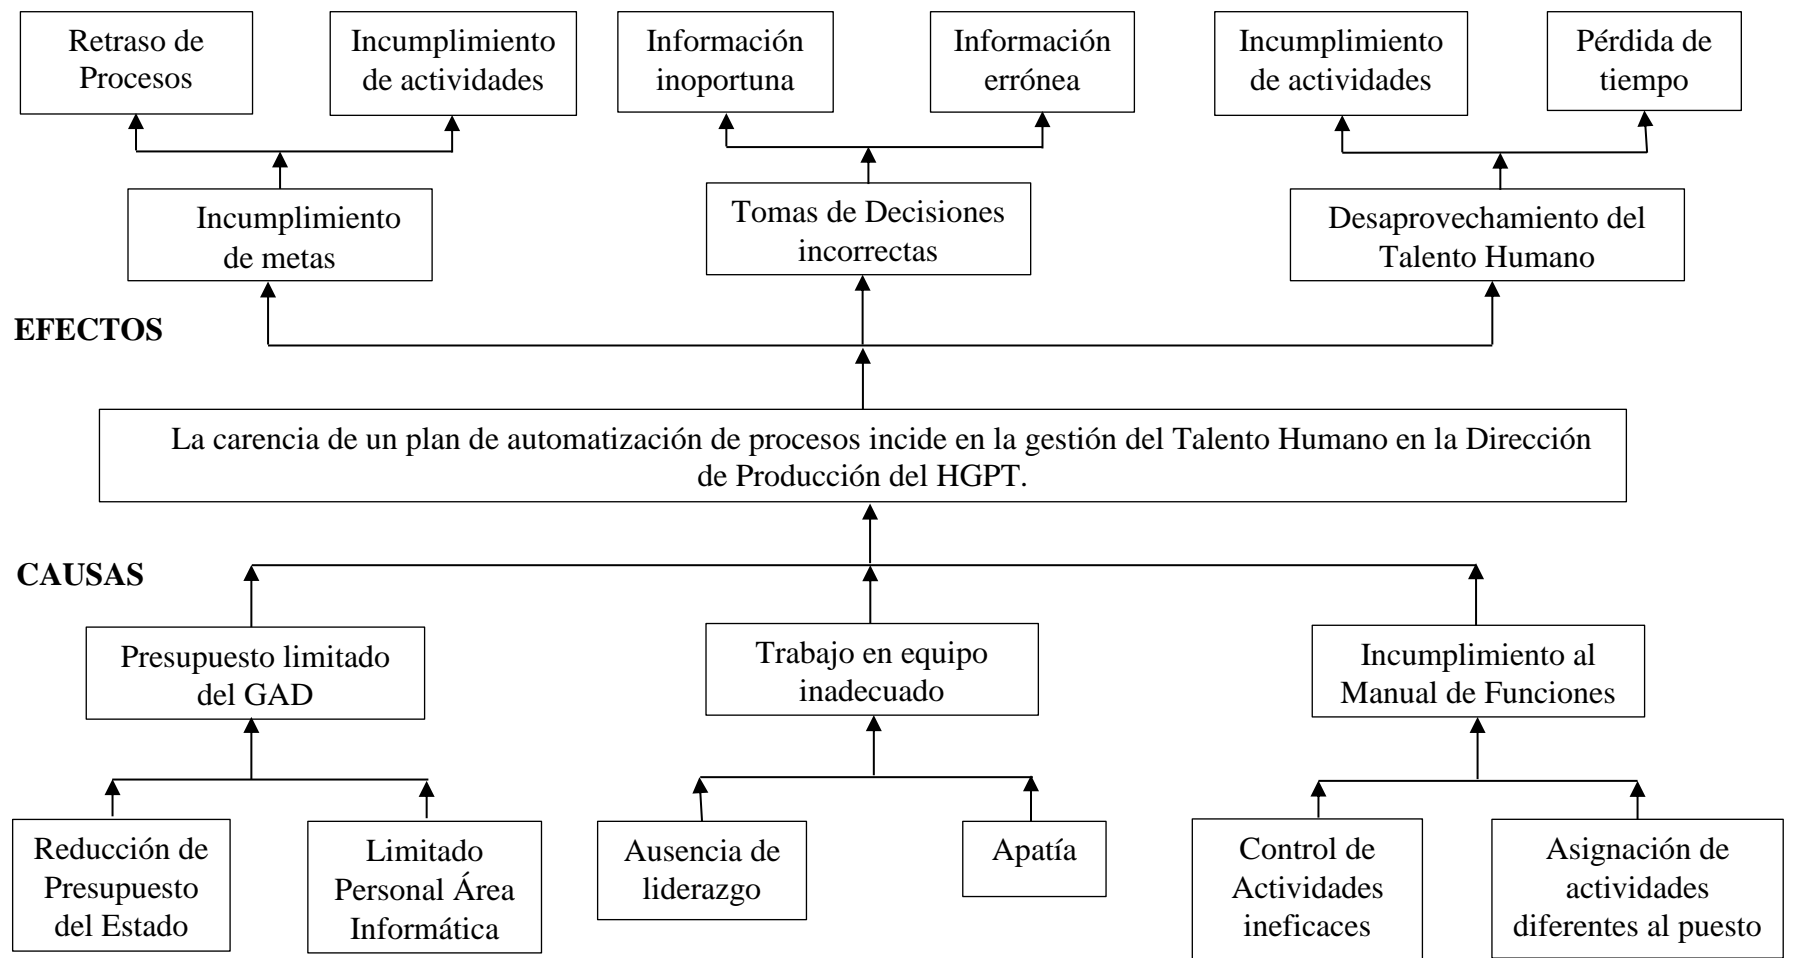 Retraso de
Procesos
Incumplimiento
de actividades
Información
inoportuna
Información
errónea
Incumplimiento
de actividades
Pérdida de
tiempo
Incumplimiento
de metas
Tomas de Decisiones
incorrectas
Desaprovechamiento del
Talento Humano
EFECTOS
La carencia de un plan de automatización de procesos incide en la gestión del Talento Humano en la Dirección
de Producción del HGPT.
CAUSAS
Presupuesto limitado
del GAD
Trabajo en equipo
inadecuado
Incumplimiento al
Manual de Funciones
Reducción de
Presupuesto
del Estado
Limitado
Personal Área
Informática
Ausencia de
liderazgo
Apatía
Control de
Actividades
ineficaces
Asignación de
actividades
diferentes al puesto